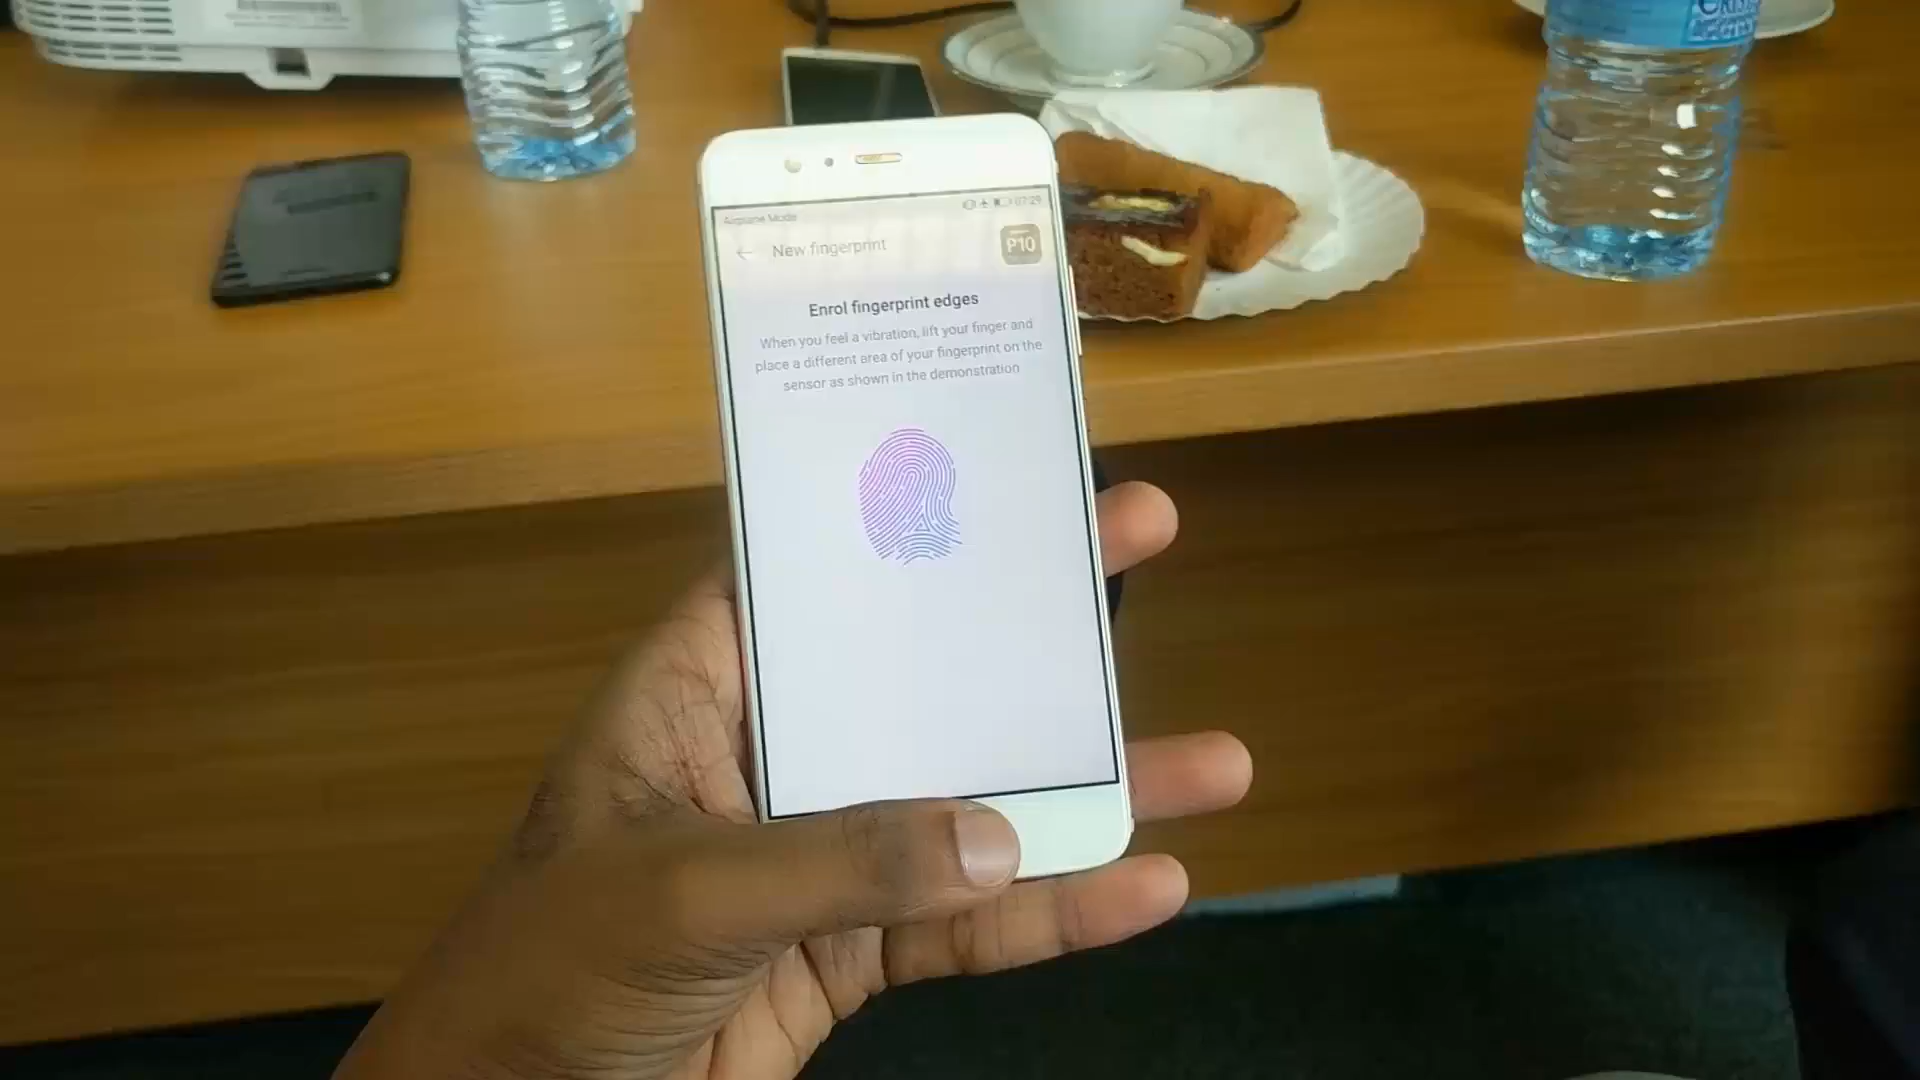 Airplane Mode
07:29
New fingerprint
P10
Enrol fingerprint edges
When you feel a vibration, lift your finger and
place a different area of your fingerprint on the
sensor as shown in the demonstration